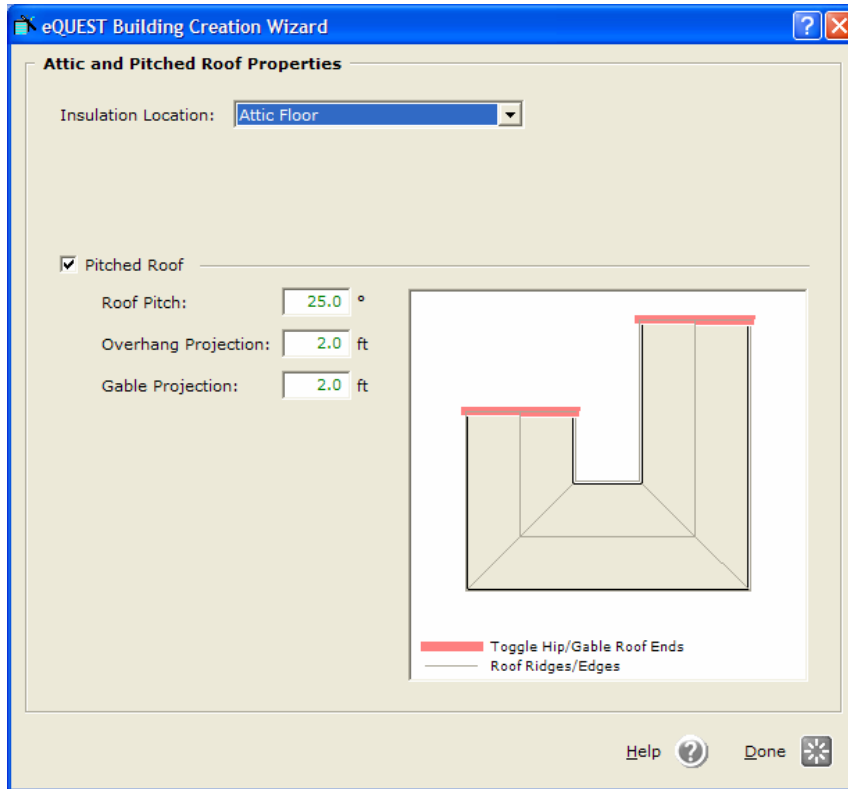 eQUEST Building Creation Wizard
Attic and Pitched Roof Properties
Insulation Location: Attic Floor
Pitched Roof
Roof Pitch: 25.0 °
Overhang Projection: 2.0 ft
Gable Projection: 2.0 ft
Toggle Hip/Gable Roof Ends
Roof Ridges/Edges
Help ? Done